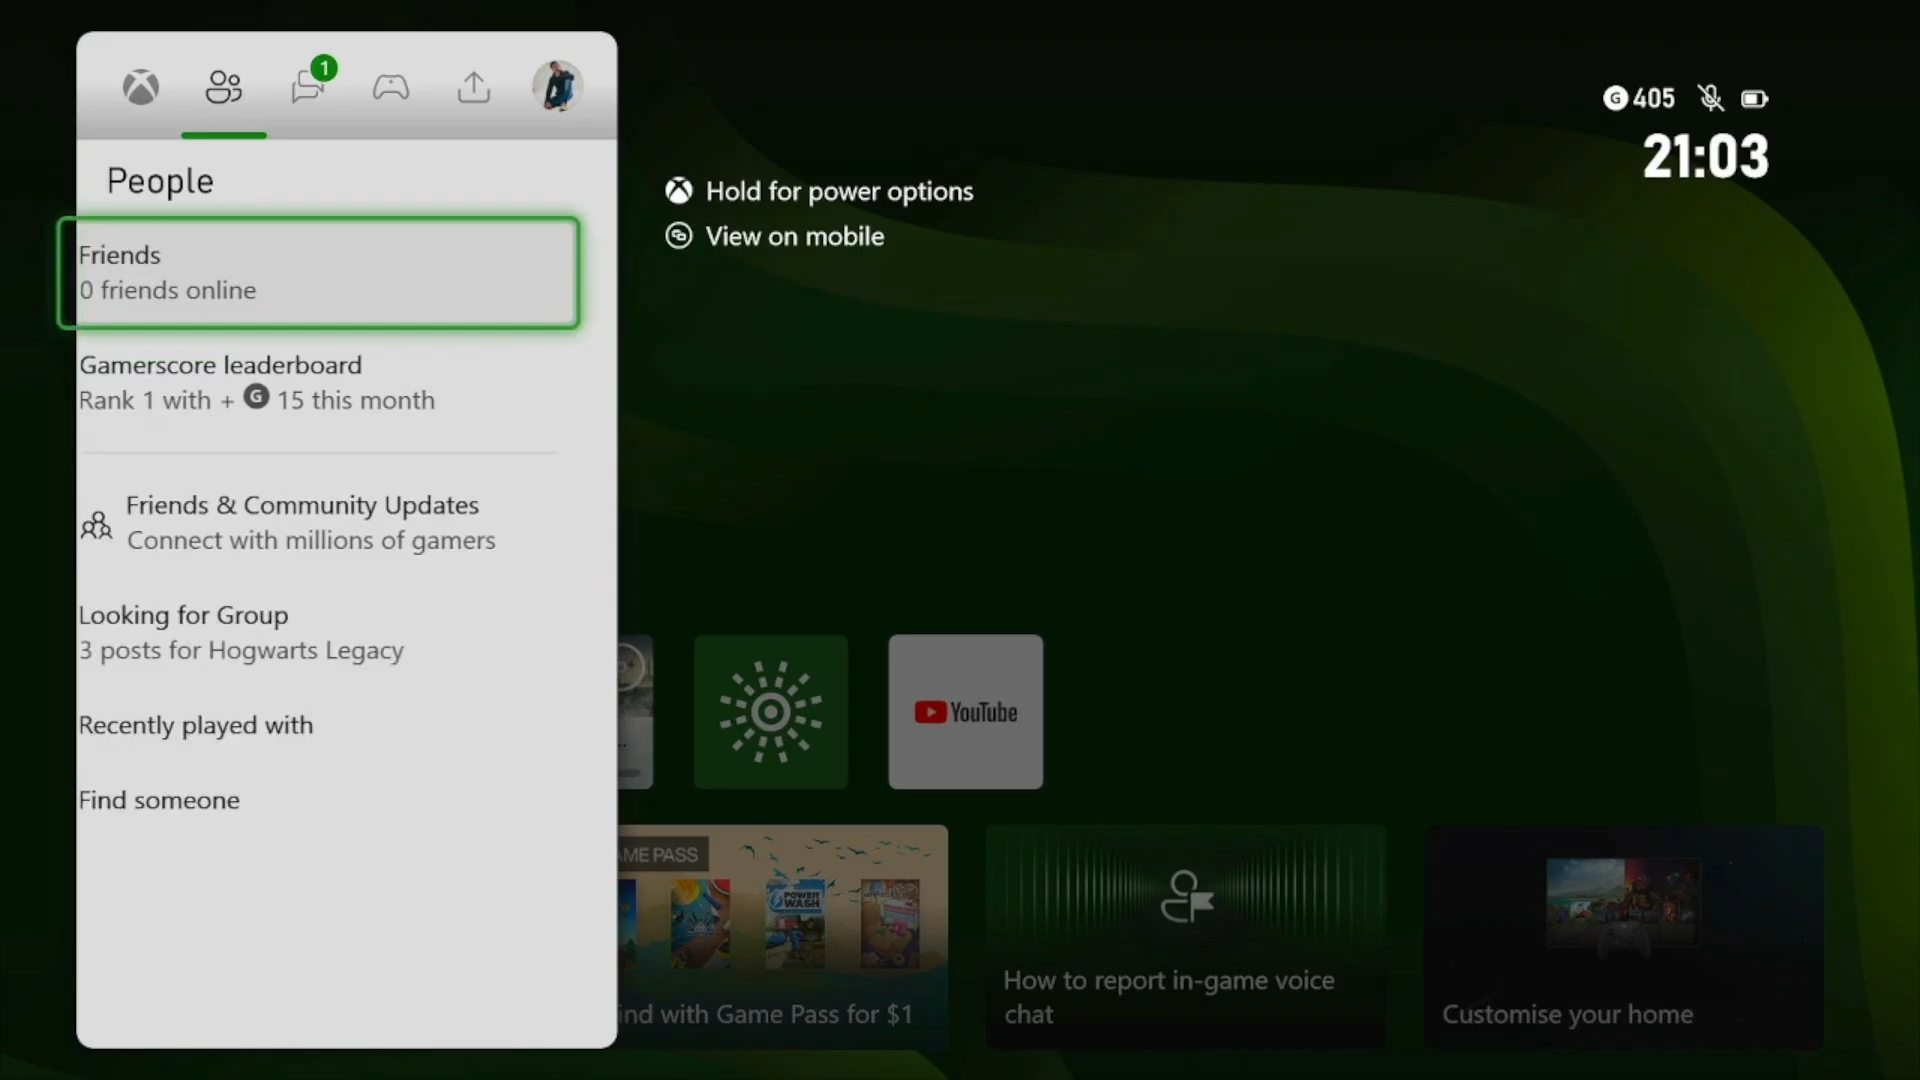 1
People
Friends
0 friends online
Gamerscore leaderboard
Rank 1 with + G 15 this month
Friends & Community Updates
Connect with millions of gamers
Looking for Group
3 posts for Hogwarts Legacy
Recently played with
Find someone
Hold for power options
View on mobile
G 405
21:03
YouTube
AME PASS
POWER
WASH
ind with Game Pass for $1
How to report in-game voice
chat
Customise your home